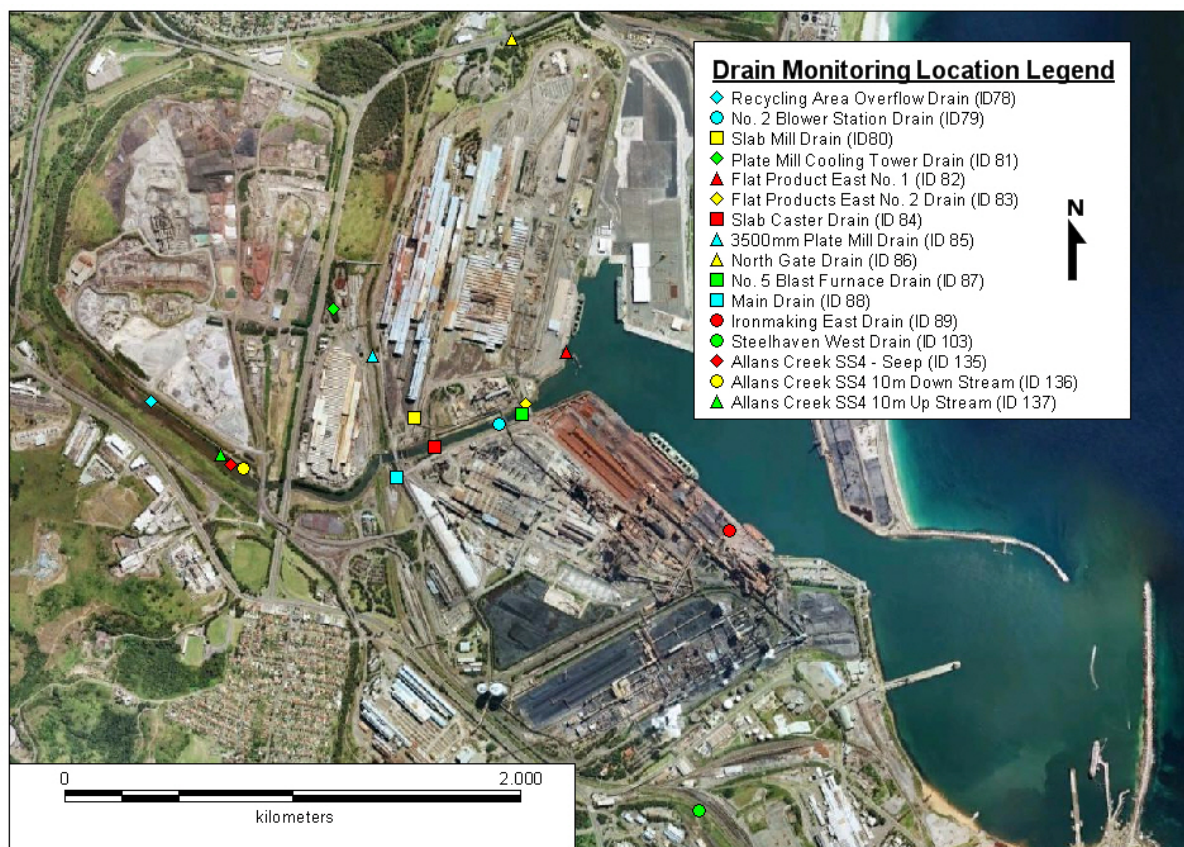 Drain Monitoring Location Legend
Recycling Area Overflow Drain (ID78)
No. 2 Blower Station Drain (ID79)
Slab Mill Drain (ID80)
Plate Mill Cooling Tower Drain (ID 81)
Flat Product East No. 1 (ID 82)
Flat Products East No. 2 Drain (ID 83)
Slab Caster Drain (ID 84)
3500mm Plate Mill Drain (ID 85)
North Gate Drain (ID 86)
No. 5 Blast Furnace Drain (ID 87)
Main Drain (ID 88)
Ironmaking East Drain (ID 89)
Steelhaven West Drain (ID 103)
Allans Creek SS4 - Seep (ID 135)
Allans Creek SS4 10m Down Stream (ID 136)
Allans Creek SS4 10m Up Stream (ID 137)
N
0 2.000
kilometers